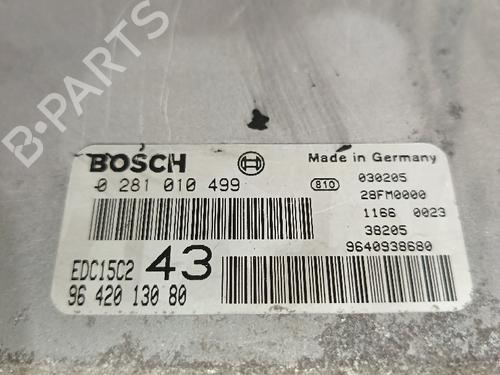 B-PARTS
BOSCH
Made in Germany
0 281 010 499
810
030205
28FM0000
1166 0023
38205
9640938680
EDC15C2 43
96 420 130 80